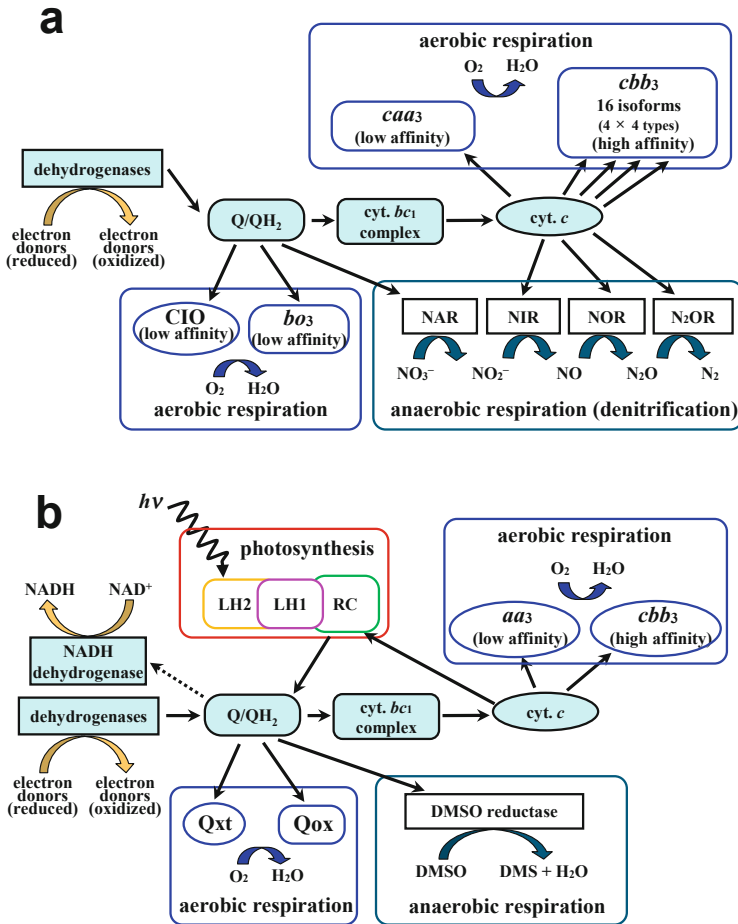 a
aerobic respiration
O₂ H₂O
caa₃
(low affinity)
cbb₃
16 isoforms
(4 × 4 types)
(high affinity)
dehydrogenases
electron donors (reduced)
electron donors (oxidized)
Q/QH₂
cyt. bc₁
complex
cyt. c
CIO
(low affinity)
bo₃
(low affinity)
O₂ H₂O
aerobic respiration
NAR NIR NOR N₂OR
NO₃⁻ NO₂⁻ NO N₂O N₂
anaerobic respiration (denitrification)
b
hν
photosynthesis
LH2 LH1 RC
aerobic respiration
O₂ H₂O
aa₃
(low affinity)
cbb₃
(high affinity)
NADH NAD⁺
NADH
dehydrogenase
dehydrogenases
electron donors (reduced)
electron donors (oxidized)
Q/QH₂
cyt. bc₁
complex
cyt. c
Qxt Qox
O₂ H₂O
aerobic respiration
DMSO reductase
DMSO DMS + H₂O
anaerobic respiration